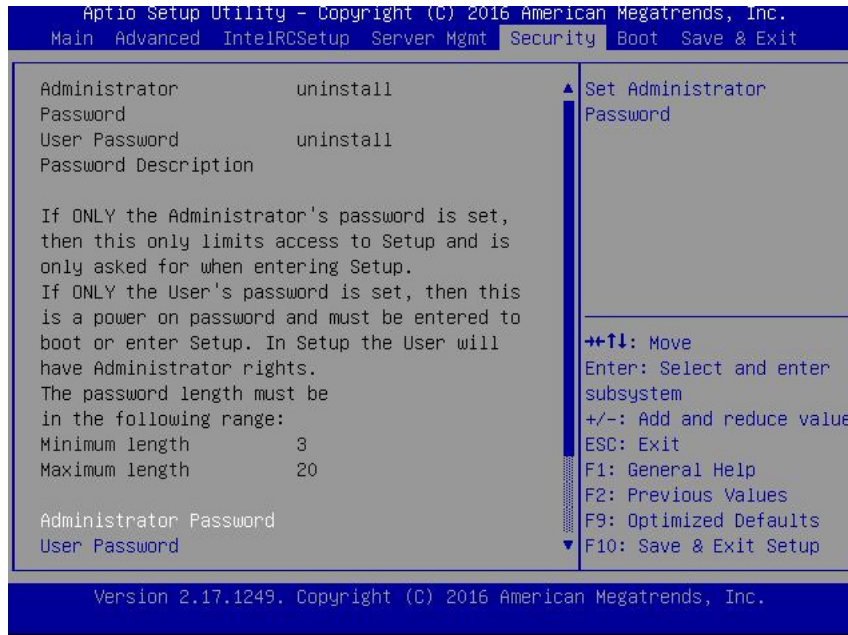 Aptio Setup Utility – Copyright (C) 2016 American Megatrends, Inc.
Main Advanced IntelRCSetup Server Mgmt Security Boot Save & Exit
Administrator Password uninstall
User Password uninstall
Password Description
If ONLY the Administrator's password is set,
then this only limits access to Setup and is
only asked for when entering Setup.
If ONLY the User's password is set, then this
is a power on password and must be entered to
boot or enter Setup. In Setup the User will
have Administrator rights.
The password length must be
in the following range:
Minimum length 3
Maximum length 20
Administrator Password
User Password
Set Administrator
Password
→←↑↓: Move
Enter: Select and enter
subsystem
+/-: Add and reduce value
ESC: Exit
F1: General Help
F2: Previous Values
F9: Optimized Defaults
F10: Save & Exit Setup
Version 2.17.1249. Copyright (C) 2016 American Megatrends, Inc.